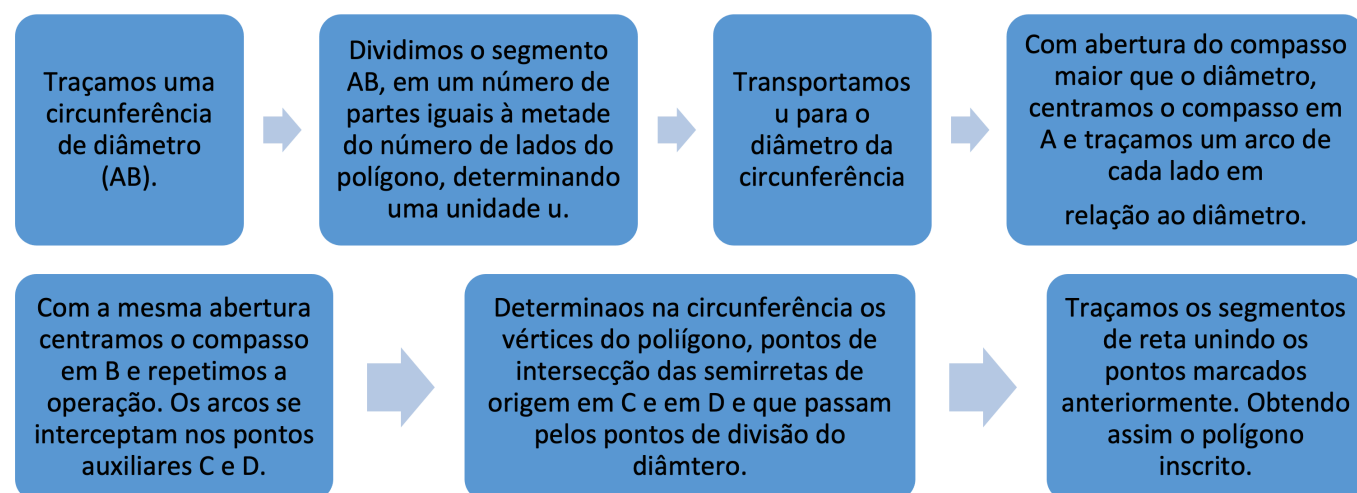 Traçamos uma
circunferência
de diâmetro
(AB).
Dividimos o segmento
AB, em um número de
partes iguais à metade
do número de lados do
polígono, determinando
uma unidade u.
Transportamos
u para o
diâmetro da
circunferência
Com abertura do compasso
maior que o diâmetro,
centramos o compasso em
A e traçamos um arco de
cada lado em
relação ao diâmetro.
Com a mesma abertura
centramos o compasso
em B e repetimos a
operação. Os arcos se
interceptam nos pontos
auxiliares C e D.
Determinaos na circunferência os
vértices do poliígono, pontos de
intersecção das semirretas de
origem em C e em D e que passam
pelos pontos de divisão do
diâmtero.
Traçamos os segmentos
de reta unindo os
pontos marcados
anteriormente. Obtendo
assim o polígono
inscrito.